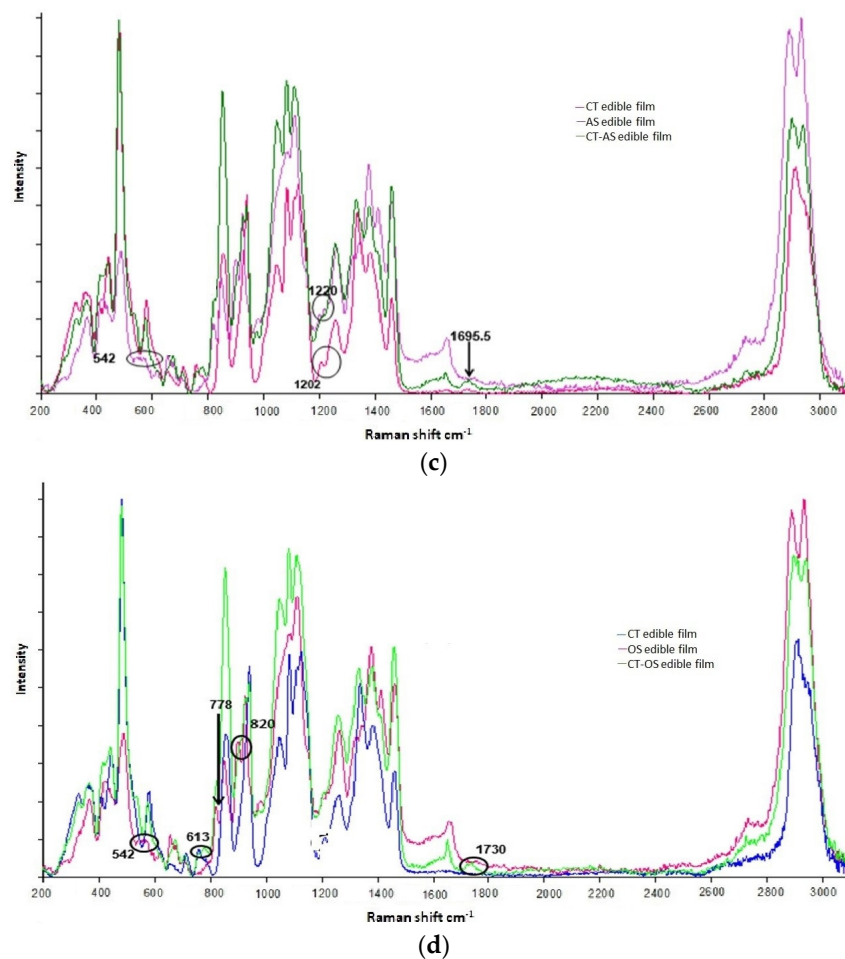 Intensity
CT edible film
AS edible film
CT-AS edible film
1220
1202
542
1695.5
200 400 600 800 1000 1200 1400 1600 1800 2000 2200 2400 2600 2800 3000
Raman shift cm-1
(c)
Intensity
CT edible film
OS edible film
CT-OS edible film
778
820
542
613
1730
200 400 600 800 1000 1200 1400 1600 1800 2000 2200 2400 2600 2800 3000
Raman shift cm-1
(d)